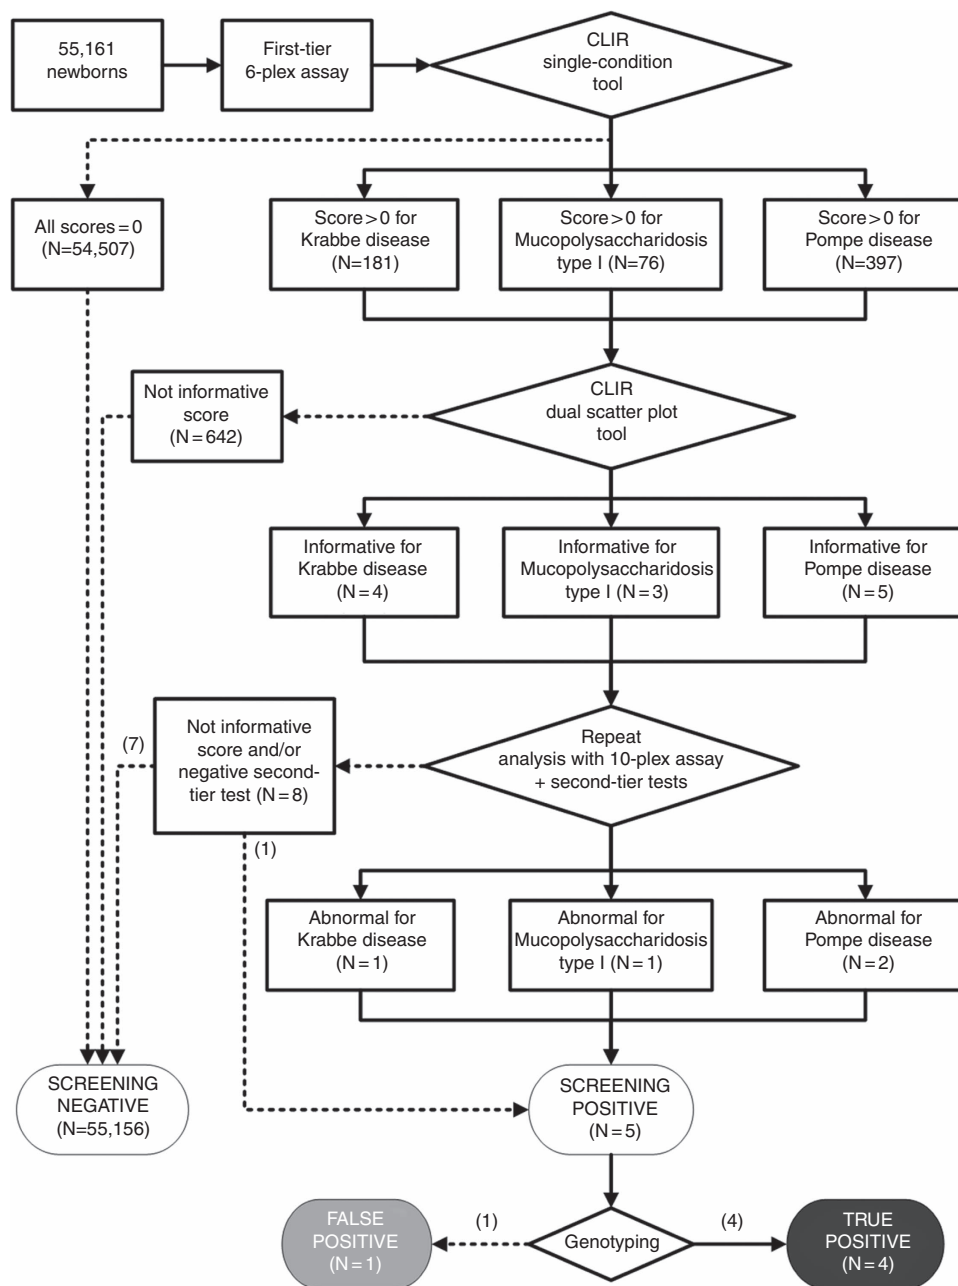 55,161
newborns
First-tier
6-plex assay
CLIR
single-condition
tool
All scores = 0
(N=54,507)
Score>0 for
Krabbe disease
(N=181)
Score>0 for
Mucopolysaccharidosis
type I (N=76)
Score>0 for
Pompe disease
(N=397)
Not informative
score
(N = 642)
CLIR
dual scatter plot
tool
Informative for
Krabbe disease
(N = 4)
Informative for
Mucopolysaccharidosis
type I (N = 3)
Informative for
Pompe disease
(N = 5)
(7)
Not informative
score and/or
negative second-
tier test (N = 8)
Repeat
analysis with 10-plex assay
+ second-tier tests
(1)
Abnormal for
Krabbe disease
(N = 1)
Abnormal for
Mucopolysaccharidosis
type I (N = 1)
Abnormal for
Pompe disease
(N = 2)
SCREENING
NEGATIVE
(N=55,156)
SCREENING
POSITIVE
(N = 5)
FALSE
POSITIVE
(N = 1)
(1)
Genotyping
(4)
TRUE
POSITIVE
(N = 4)